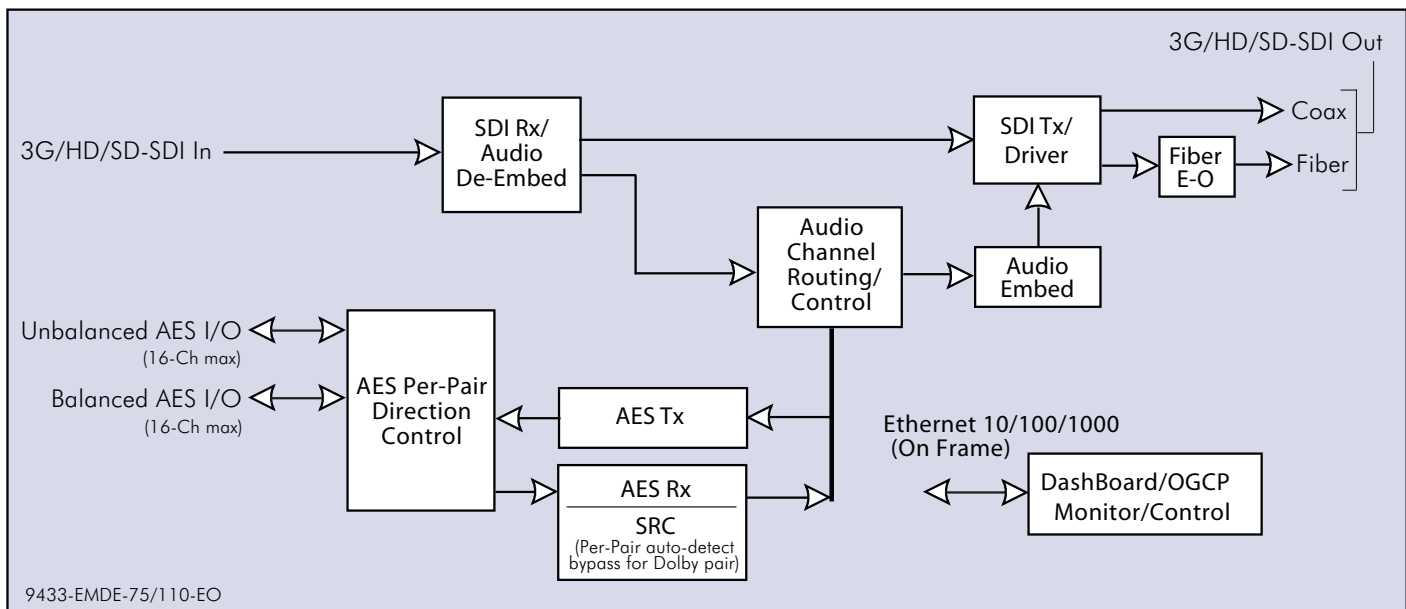 3G/HD/SD-SDI Out
3G/HD/SD-SDI In
SDI Rx/
Audio
De-Embed
SDI Tx/
Driver
Coax
Fiber
E-O
Fiber
Audio
Channel
Routing/
Control
Audio
Embed
Unbalanced AES I/O
(16-Ch max)
Balanced AES I/O
(16-Ch max)
AES Per-Pair
Direction
Control
AES Tx
AES Rx
SRC
(Per-Pair auto-detect
bypass for Dolby pair)
Ethernet 10/100/1000
(On Frame)
DashBoard/OGCP
Monitor/Control
9433-EMDE-75/110-EO